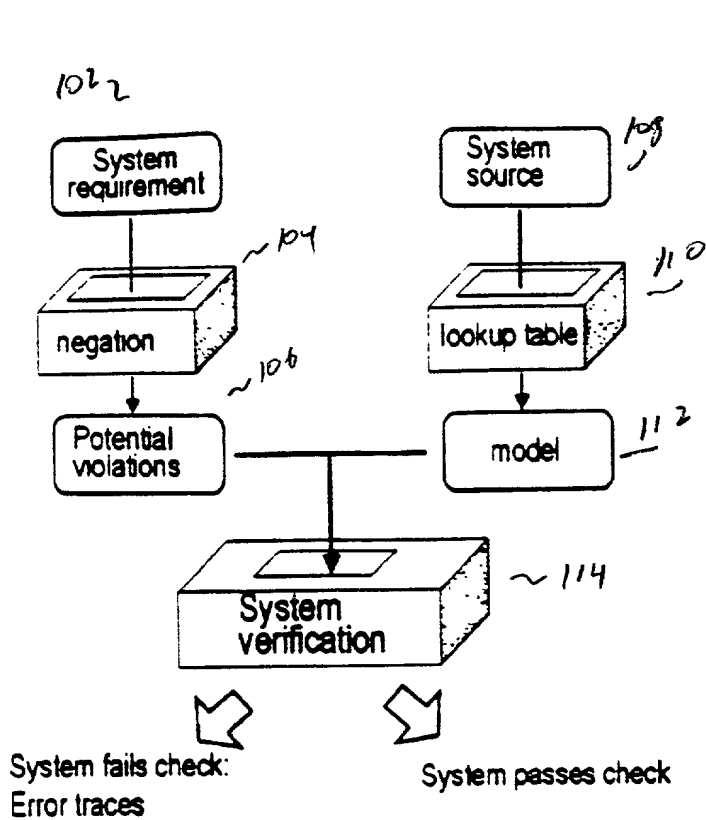 102
System
requirement
System
source
108
104
negation
110
lookup table
106
Potential
violations
model
112
System
verification
114
System fails check:
Error traces
System passes check